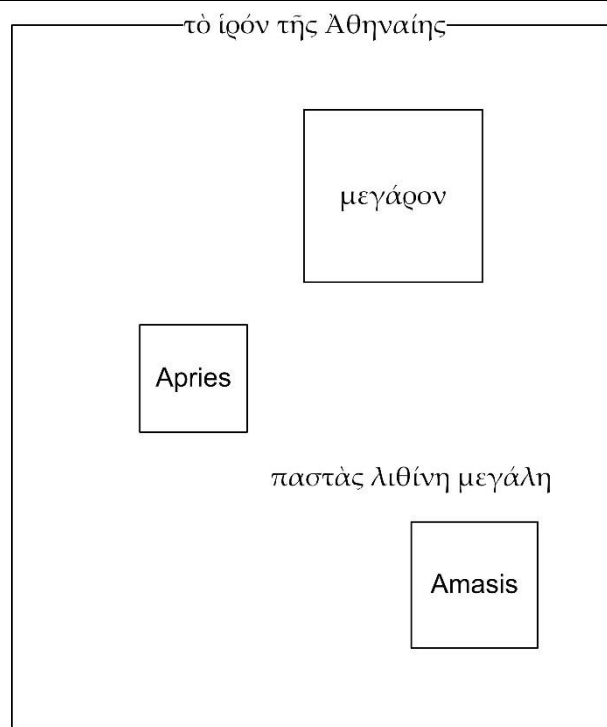 τὸ ἱρόν τῆς Ἀθηναίης
μεγάρον
Apries
παστὰς λιθίνη μεγάλη
Amasis